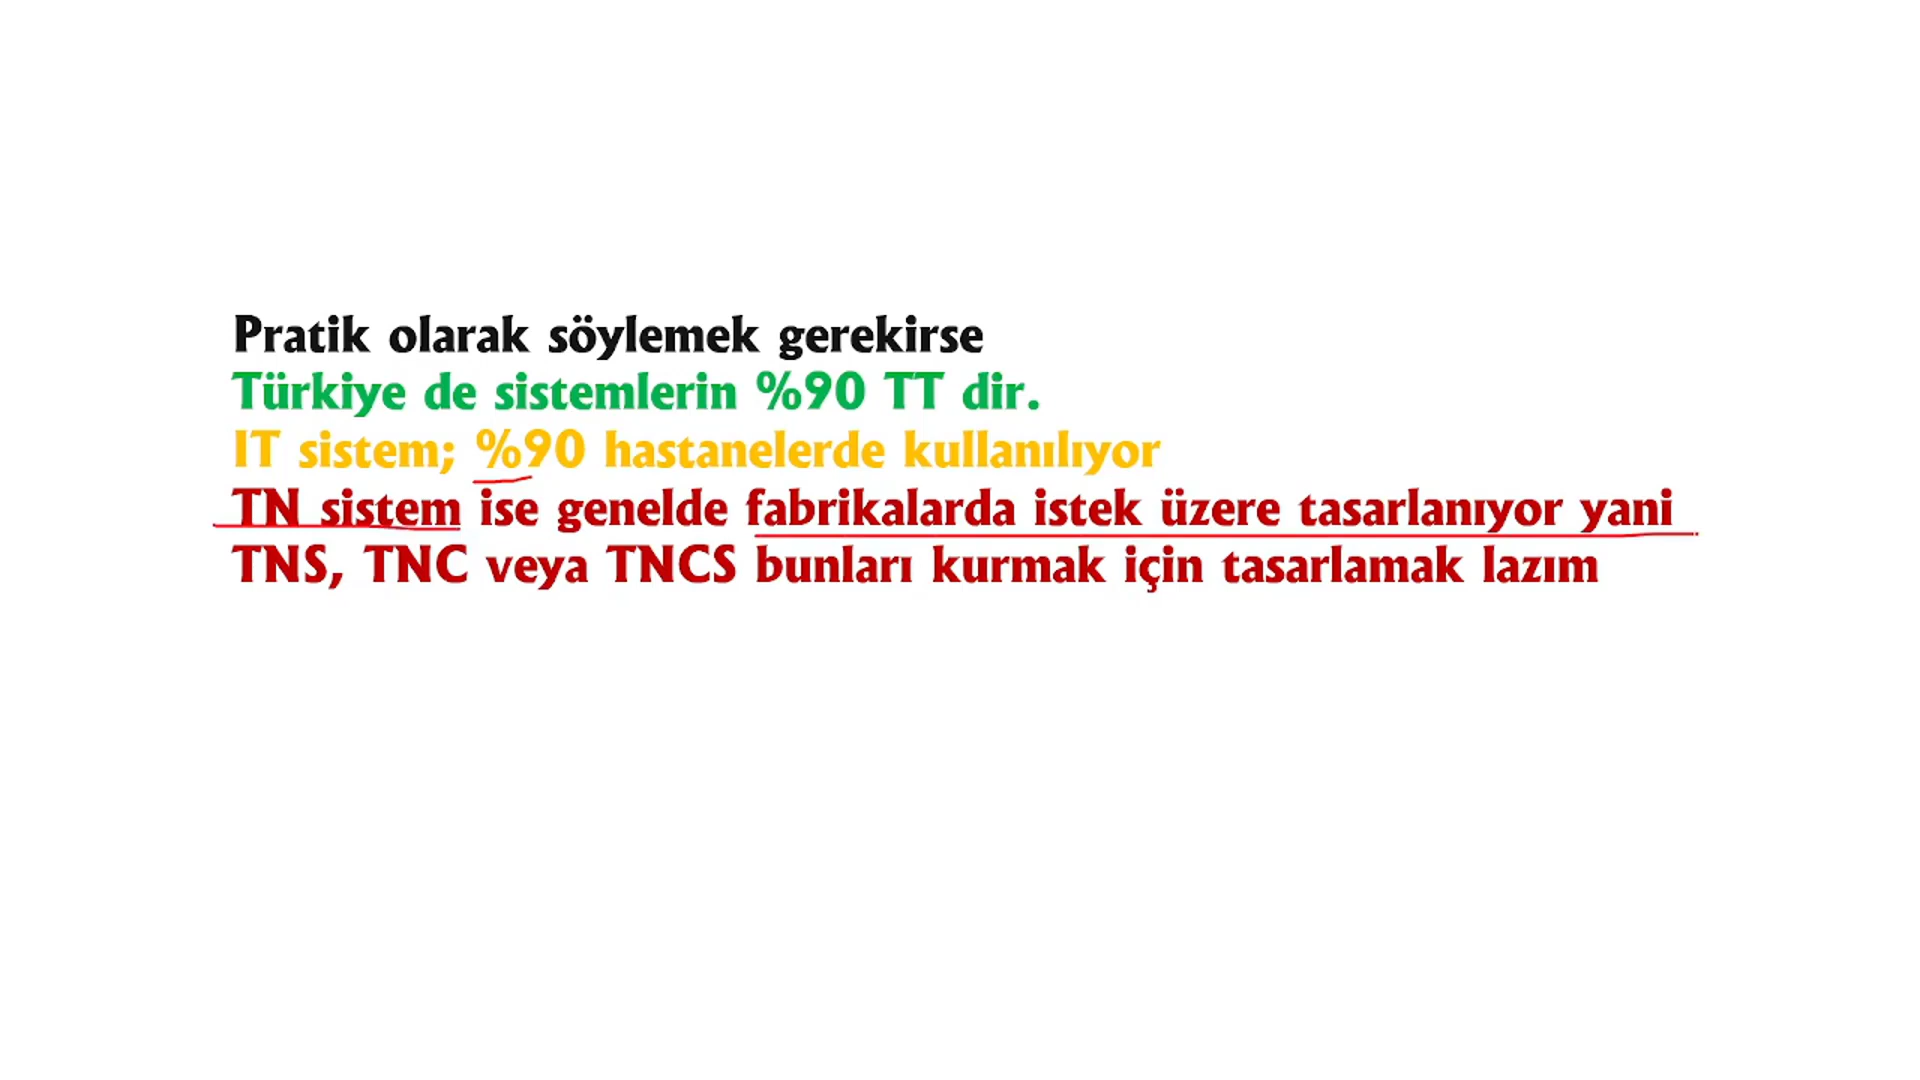 Pratik olarak söylemek gerekirse
Türkiye de sistemlerin %90 TT dir.
IT sistem; %90 hastanelerde kullanılıyor
TN sistem ise genelde fabrikalarda istek üzere tasarlanıyor yani
TNS, TNC veya TNCS bunları kurmak için tasarlamak lazım